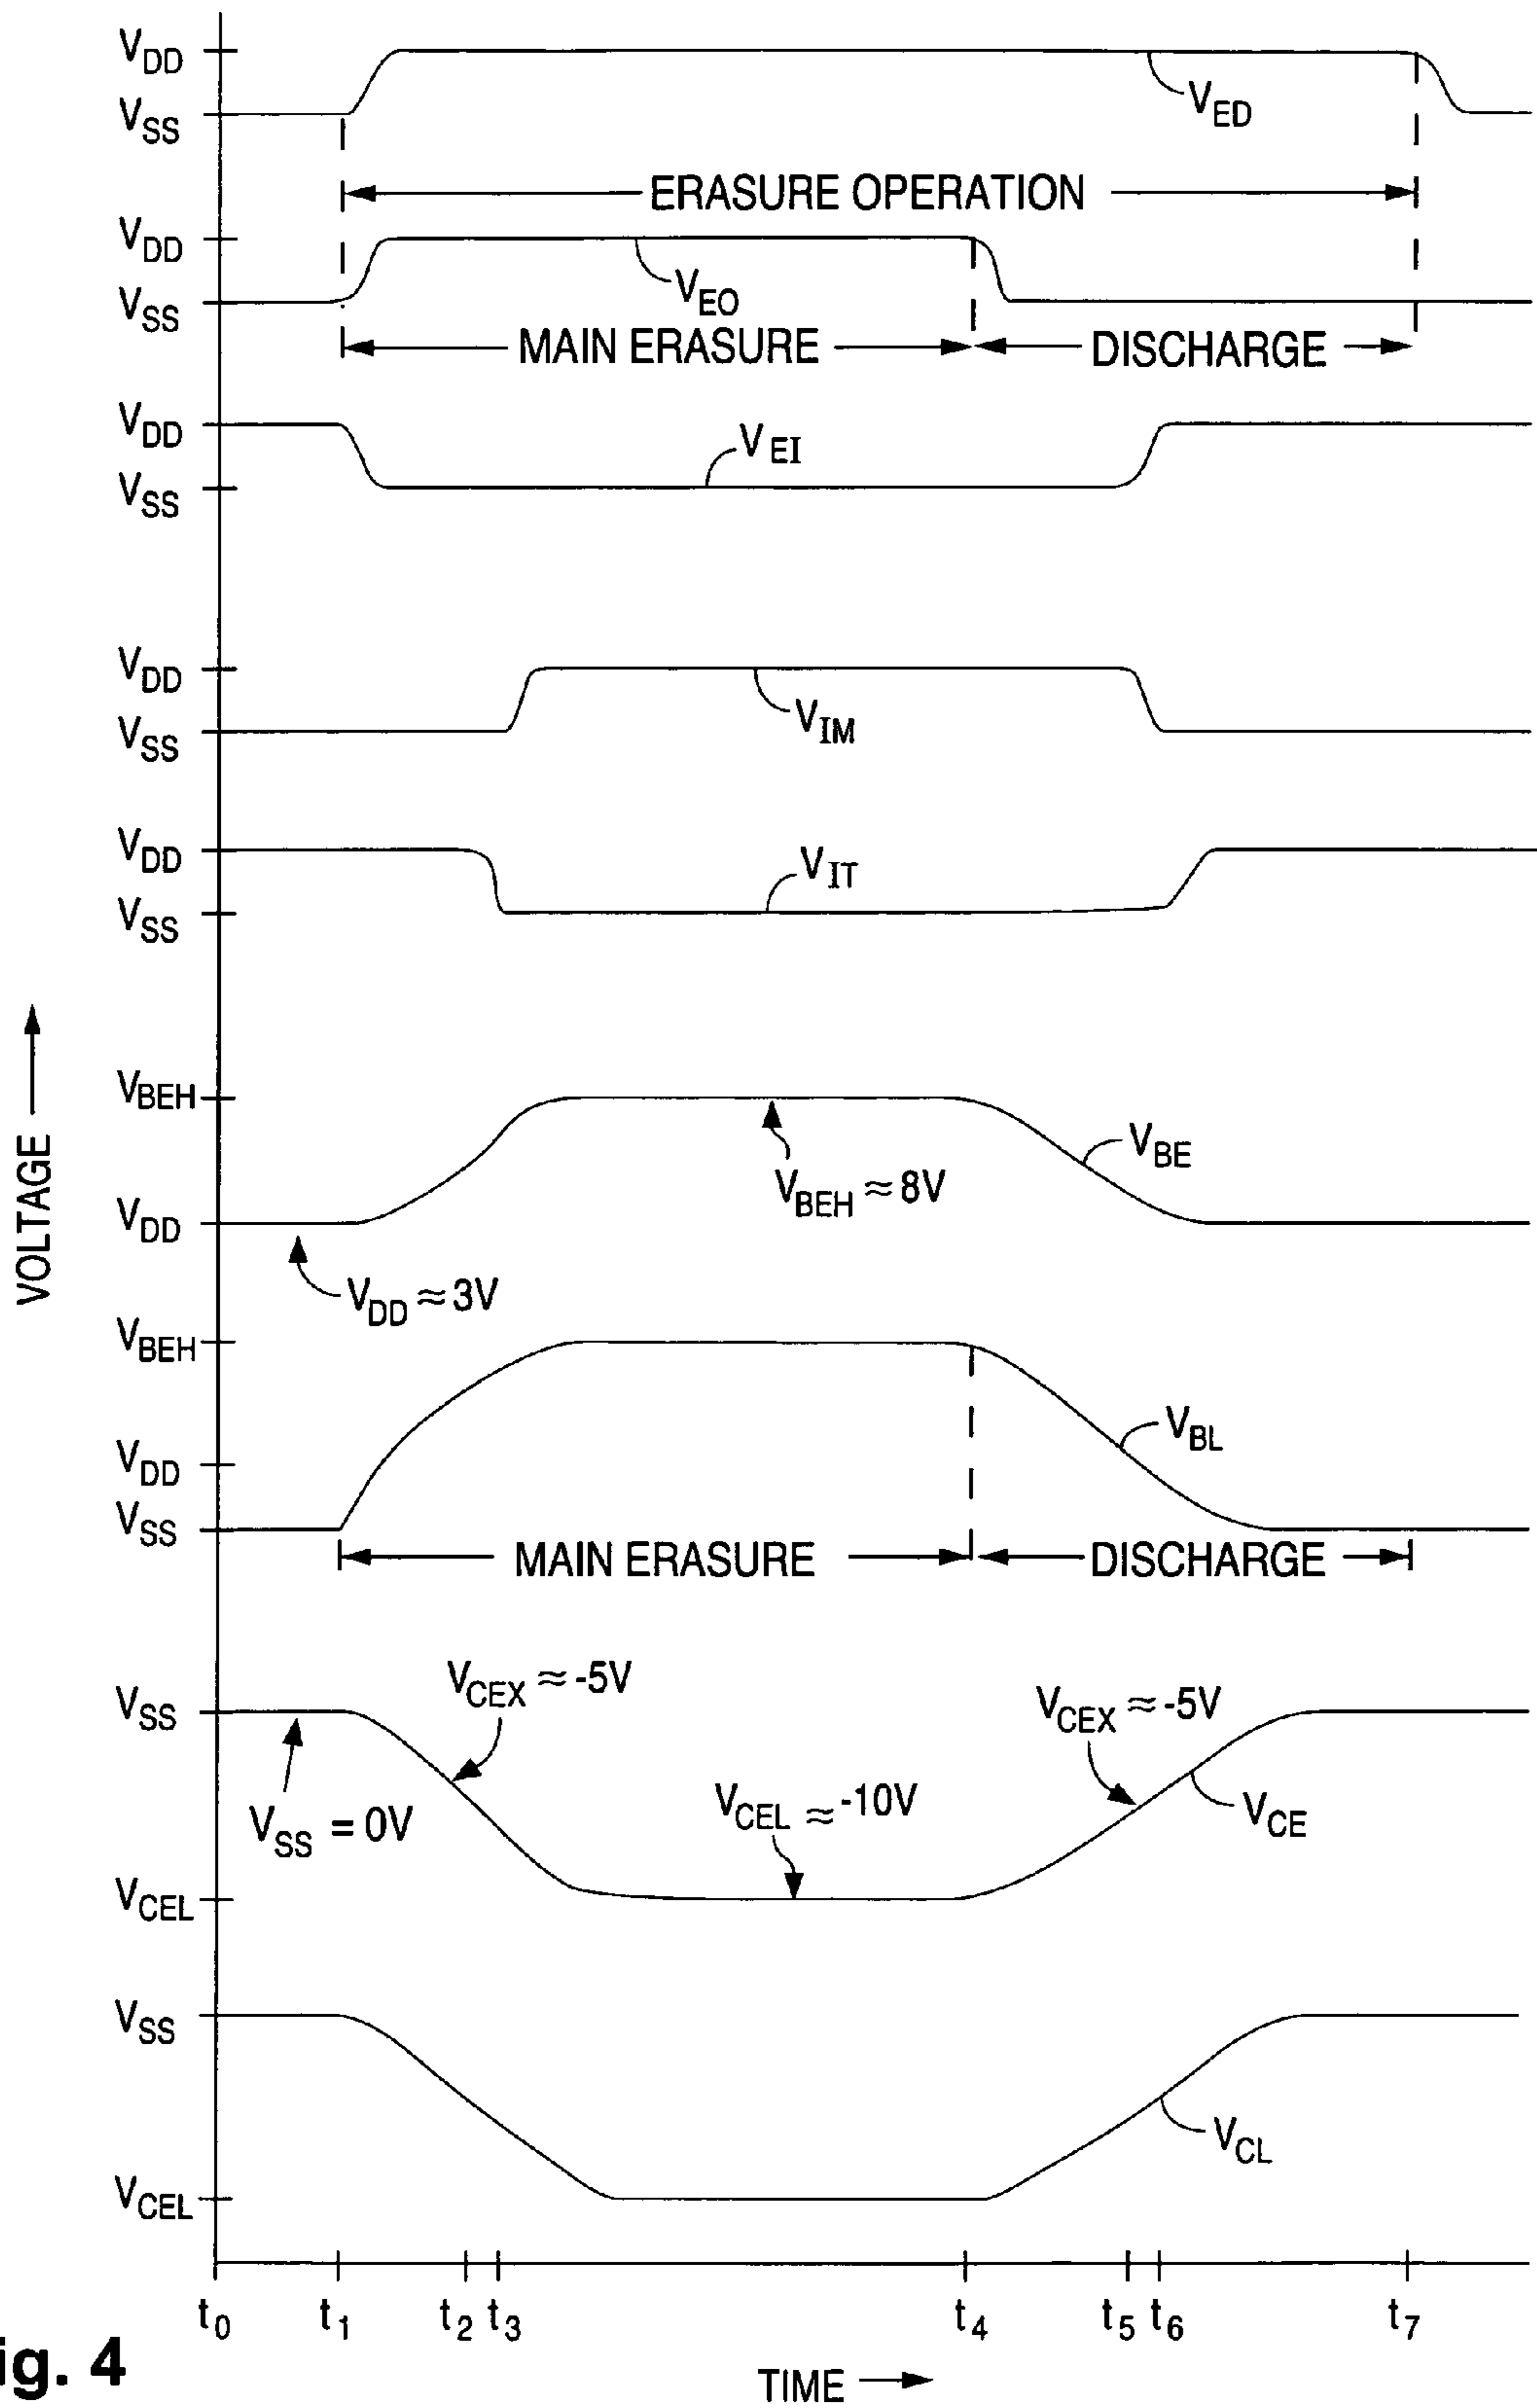 VDD
VSS
VED
ERASURE OPERATION
VDD
VSS
VEO
MAIN ERASURE
DISCHARGE
VDD
VSS
VEI
VDD
VSS
VIM
VDD
VSS
VIT
VOLTAGE
VBEH
VBE
VBEH ≈ 8V
VDD
VDD ≈ 3V
VBEH
VBL
VDD
VSS
MAIN ERASURE
DISCHARGE
VCEX ≈ -5V
VCEX ≈ -5V
VSS
VSS = 0V
VCEL ≈ -10V
VCE
VCEL
VSS
VCL
VCEL
t0 t1 t2 t3 t4 t5 t6 t7
ig. 4
TIME